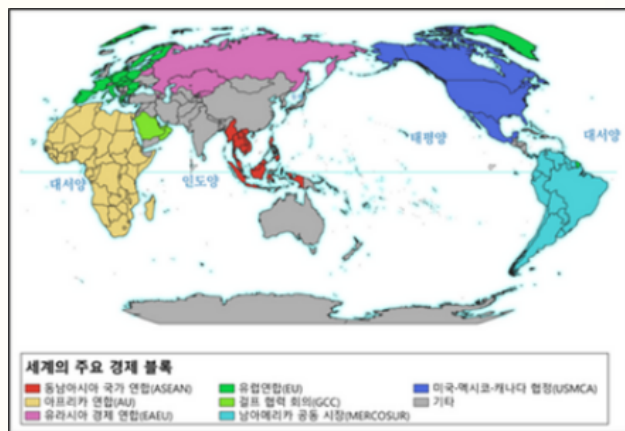 태평양
대서양
대서양
인도양
세계의 주요 경제 블록
동남아시아 국가 연합(ASEAN)
유럽연합(EU)
미국-멕시코-캐나다 협정(USMCA)
아프리카 연합(AU)
걸프 협력 회의(GCC)
기타
유라시아 경제 연합(EAEU)
남아메리카 공동 시장(MERCOSUR)